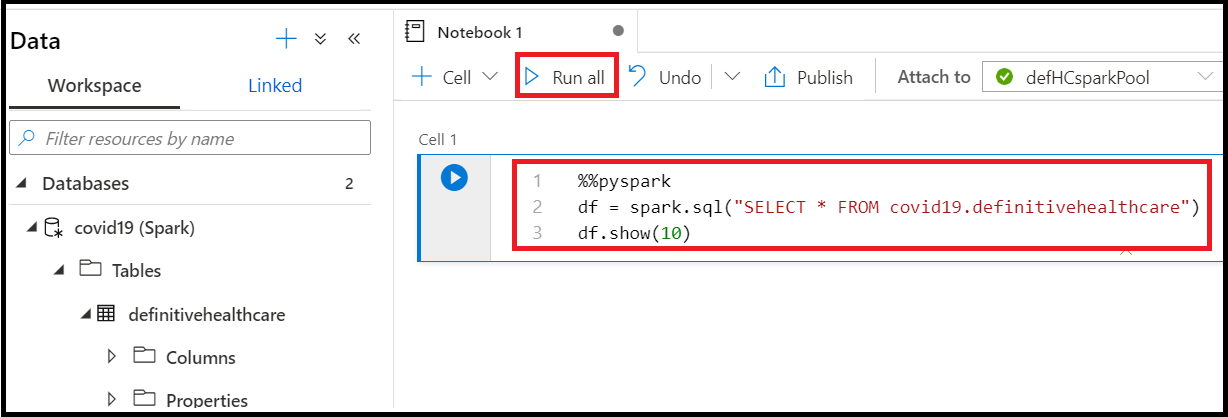 Data
Workspace
Linked
Filter resources by name
Databases
2
covid19 (Spark)
Tables
definitivehealthcare
Columns
Properties
Notebook 1
Cell
Run all
Undo
Publish
Attach to
defHCsparkPool
Cell 1
1 %%pyspark
2 df = spark.sql("SELECT * FROM covid19.definitivehealthcare")
3 df.show(10)